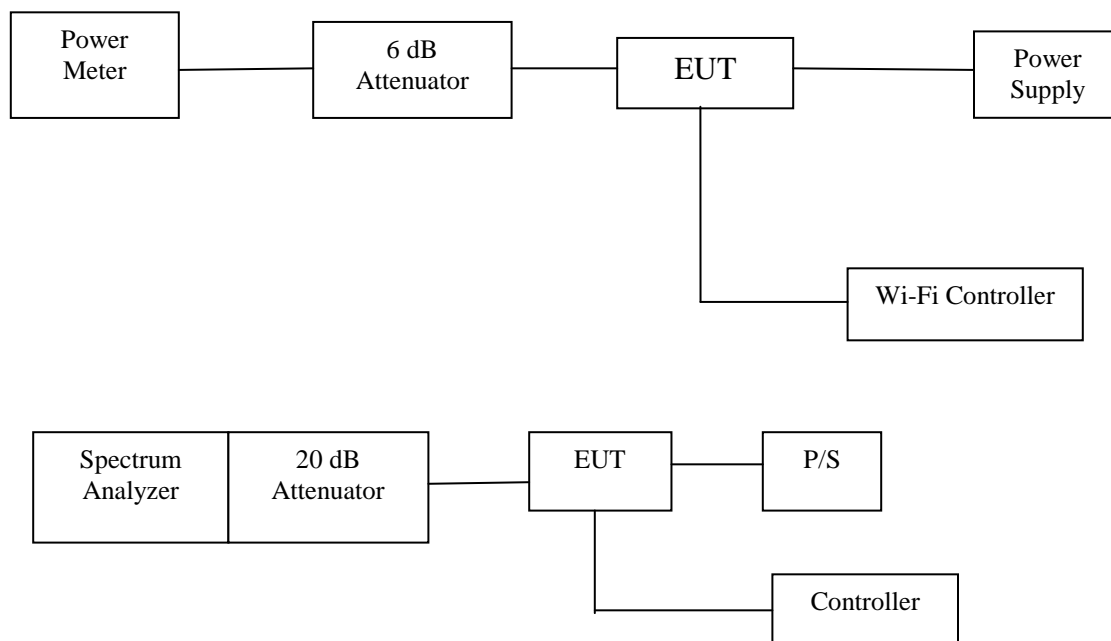 Power
Meter
6 dB
Attenuator
EUT
Power
Supply
Wi-Fi Controller
Spectrum
Analyzer
20 dB
Attenuator
EUT
P/S
Controller